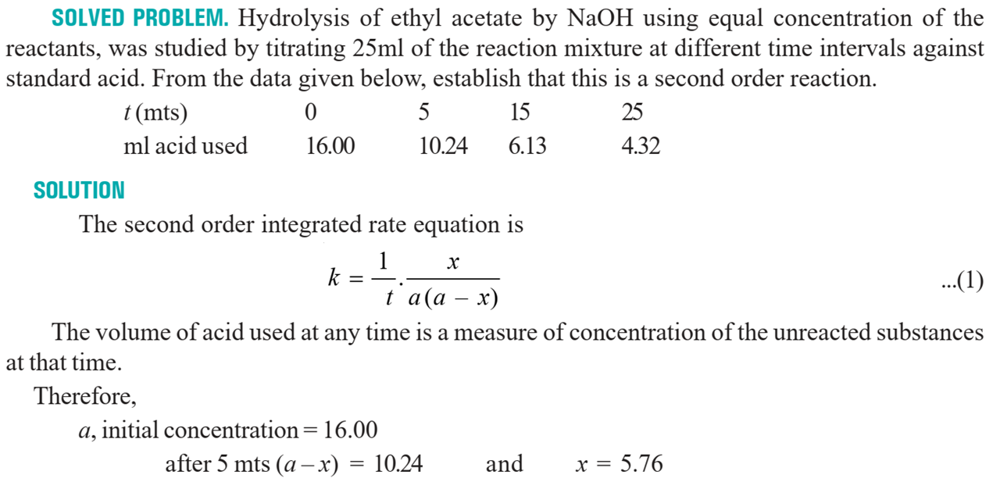 SOLVED PROBLEM. Hydrolysis of ethyl acetate by NaOH using equal concentration of the
reactants, was studied by titrating 25ml of the reaction mixture at different time intervals against
standard acid. From the data given below, establish that this is a second order reaction.
t (mts) 0 5 15 25
ml acid used 16.00 10.24 6.13 4.32
SOLUTION
The second order integrated rate equation is
k = 1/t . x/a(a – x) ...(1)
The volume of acid used at any time is a measure of concentration of the unreacted substances
at that time.
Therefore,
a, initial concentration = 16.00
after 5 mts (a – x) = 10.24 and x = 5.76